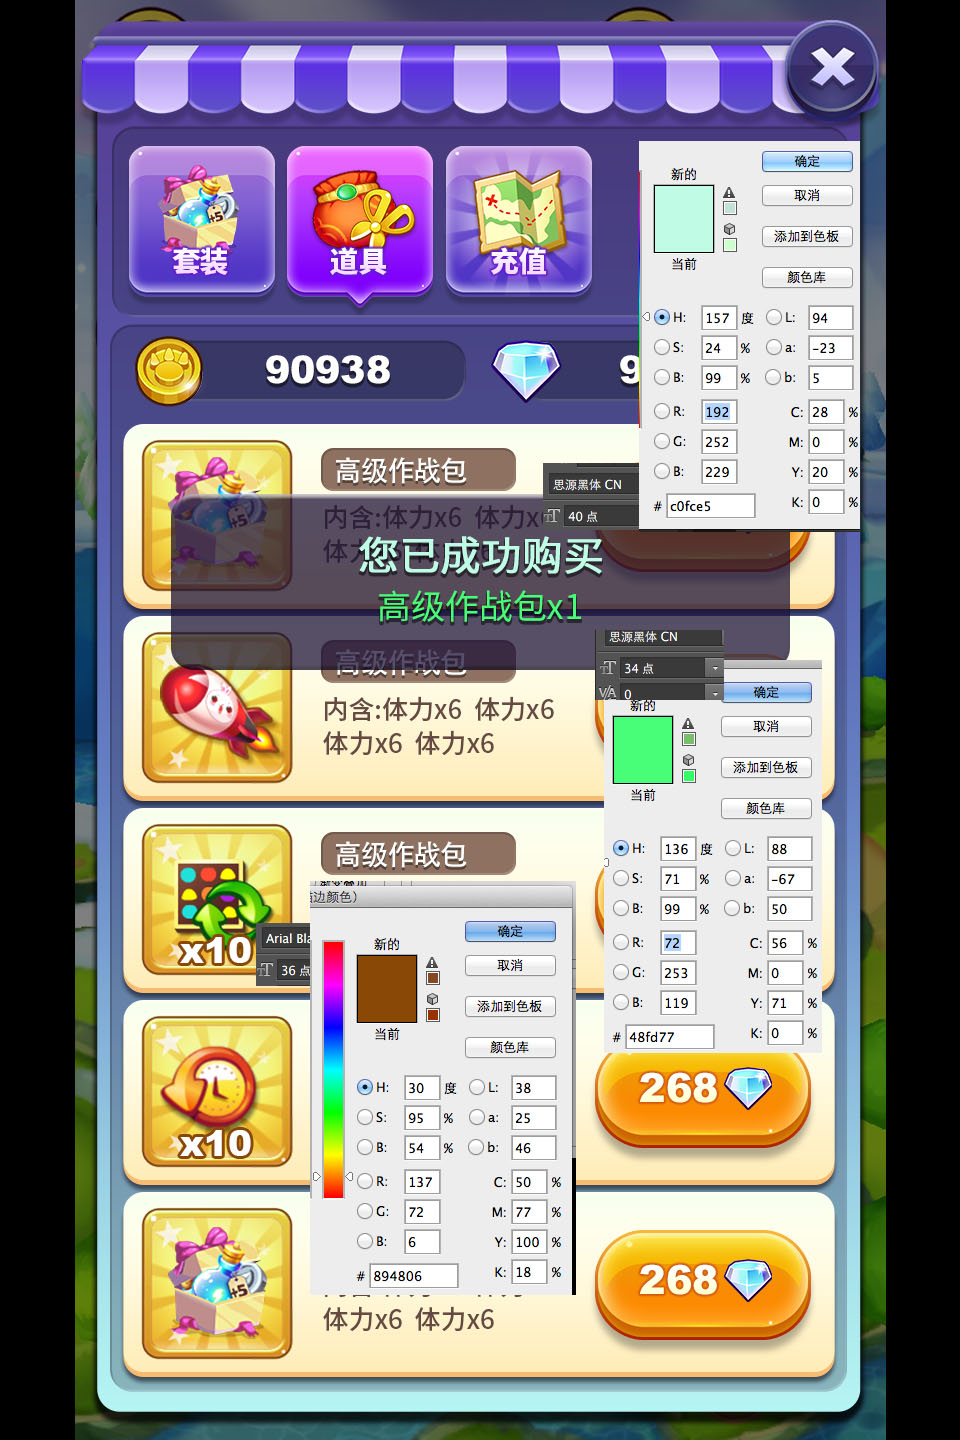 +5
套装
道具
充值
90938
9
新的
当前
确定
取消
添加到色板
颜色库
H: 157 度 L: 94
S: 24 % a: -23
B: 99 % b: 5
R: 192 C: 28 %
G: 252 M: 0 %
B: 229 Y: 20 %
# c0fce5 K: 0 %
高级作战包
思源黑体 CN
40 点
+5
内含:体力x6 体力x
您已成功购买
高级作战包x1
思源黑体 CN
34 点
0
高级作战包
内含:体力x6 体力x6
体力x6 体力x6
新的
当前
确定
取消
添加到色板
颜色库
H: 136 度 L: 88
S: 71 % a: -67
B: 99 % b: 50
R: 72 C: 56 %
G: 253 M: 0 %
B: 119 Y: 71 %
# 48fd77 K: 0 %
高级作战包
x10
Arial Bla
36 点
边颜色)
新的
当前
确定
取消
添加到色板
颜色库
H: 30 度 L: 38
S: 95 % a: 25
B: 54 % b: 46
R: 137 C: 50 %
G: 72 M: 77 %
B: 6 Y: 100 %
# 894806 K: 18 %
x10
268
+5
体力x6 体力x6
268